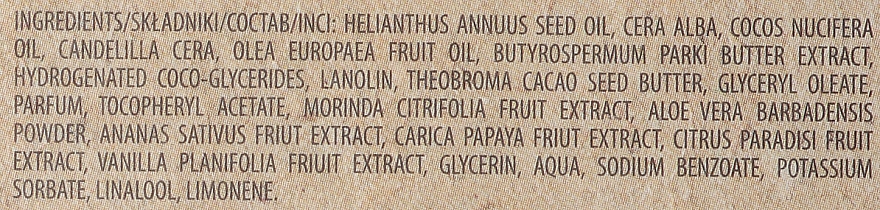 INGREDIENTS/SKŁADNIKI/COCTAB/INCI: HELIANTHUS ANNUUS SEED OIL, CERA ALBA, COCOS NUCIFERA
OIL, CANDELILLA CERA, OLEA EUROPAEA FRUIT OIL, BUTYROSPERMUM PARKI BUTTER EXTRACT,
HYDROGENATED COCO-GLYCERIDES, LANOLIN, THEOBROMA CACAO SEED BUTTER, GLYCERYL OLEATE,
PARFUM, TOCOPHERYL ACETATE, MORINDA CITRIFOLIA FRUIT EXTRACT, ALOE VERA BARBADENSIS
POWDER, ANANAS SATIVUS FRIUT EXTRACT, CARICA PAPAYA FRIUT EXTRACT, CITRUS PARADISI FRUIT
EXTRACT, VANILLA PLANIFOLIA FRIUIT EXTRACT, GLYCERIN, AQUA, SODIUM BENZOATE, POTASSIUM
SORBATE, LINALOOL, LIMONENE.